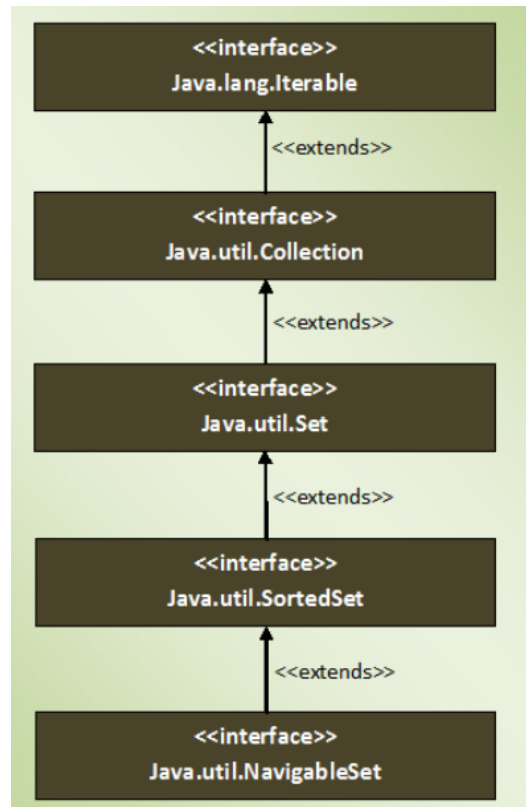 <<interface>>
Java.lang.Iterable
<<extends>>
<<interface>>
Java.util.Collection
<<extends>>
<<interface>>
Java.util.Set
<<extends>>
<<interface>>
Java.util.SortedSet
<<extends>>
<<interface>>
Java.util.NavigableSet